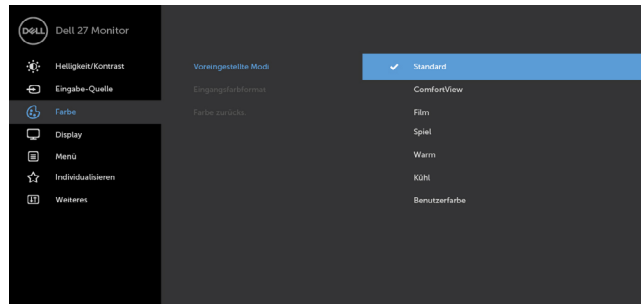 DELL Dell 27 Monitor
Helligkeit/Kontrast Voreingestellte Modi Standard
Eingabe-Quelle Eingangsfarbformat ComfortView
Farbe Farbe zurücks. Film
Display Spiel
Menü Warm
Individualisieren Kühl
Weiteres Benutzerfarbe